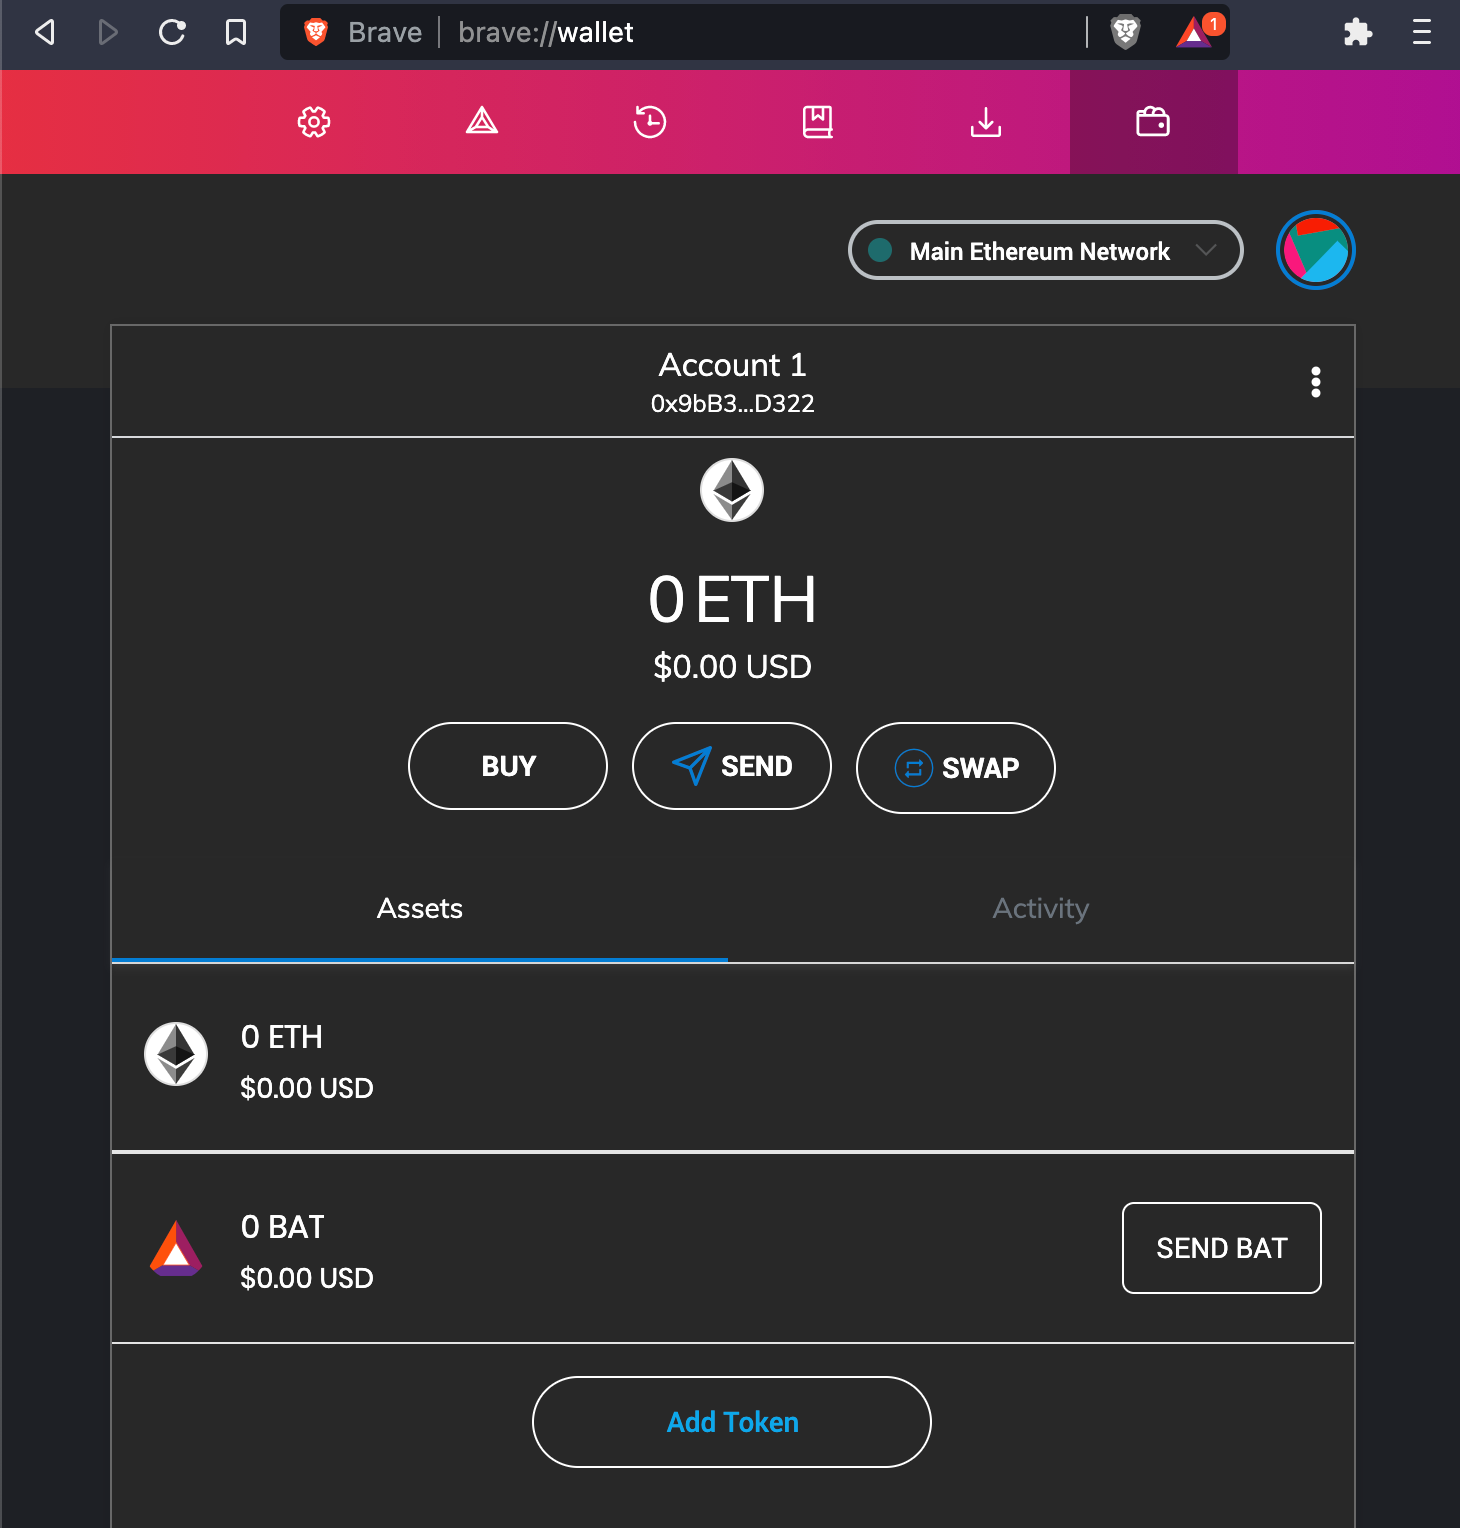 Brave
brave://wallet
1
Main Ethereum Network
Account 1
0x9bB3...D322
0 ETH
$0.00 USD
BUY
SEND
SWAP
Assets
Activity
0 ETH
$0.00 USD
0 BAT
$0.00 USD
SEND BAT
Add Token